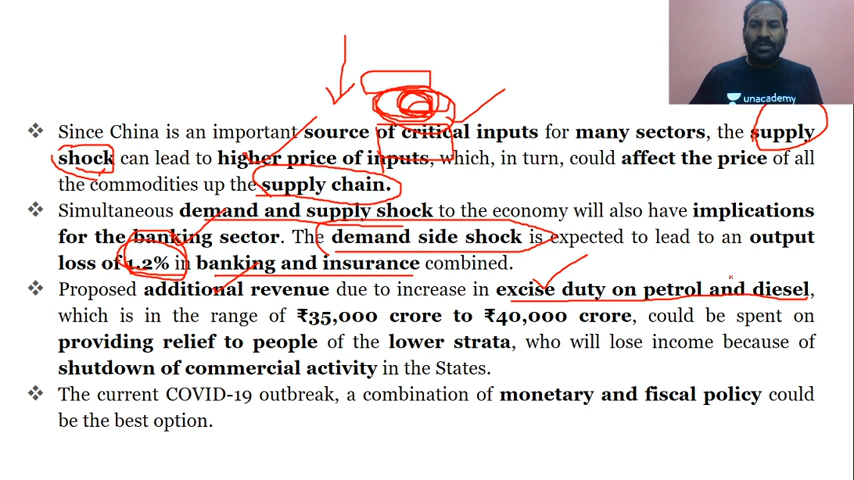 unacademy
❖ Since China is an important source of critical inputs for many sectors, the supply
shock can lead to higher price of inputs, which, in turn, could affect the price of all
the commodities up the supply chain.
❖ Simultaneous demand and supply shock to the economy will also have implications
for the banking sector. The demand side shock is expected to lead to an output
loss of 1.2% in banking and insurance combined.
❖ Proposed additional revenue due to increase in excise duty on petrol and diesel,
which is in the range of ₹35,000 crore to ₹40,000 crore, could be spent on
providing relief to people of the lower strata, who will lose income because of
shutdown of commercial activity in the States.
❖ The current COVID-19 outbreak, a combination of monetary and fiscal policy could
be the best option.